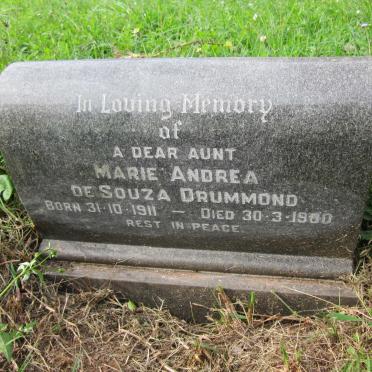 In Loving Memory
of
A DEAR AUNT
MARIE ANDREA
DE SOUZA DRUMMOND
BORN 31·10·1911 — DIED 30·3·1980
REST IN PEACE